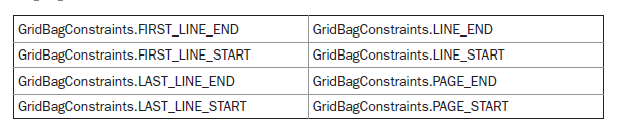 GridBagConstraints.FIRST_LINE_END GridBagConstraints.LINE_END
GridBagConstraints.FIRST_LINE_START GridBagConstraints.LINE_START
GridBagConstraints.LAST_LINE_END GridBagConstraints.PAGE_END
GridBagConstraints.LAST_LINE_START GridBagConstraints.PAGE_START